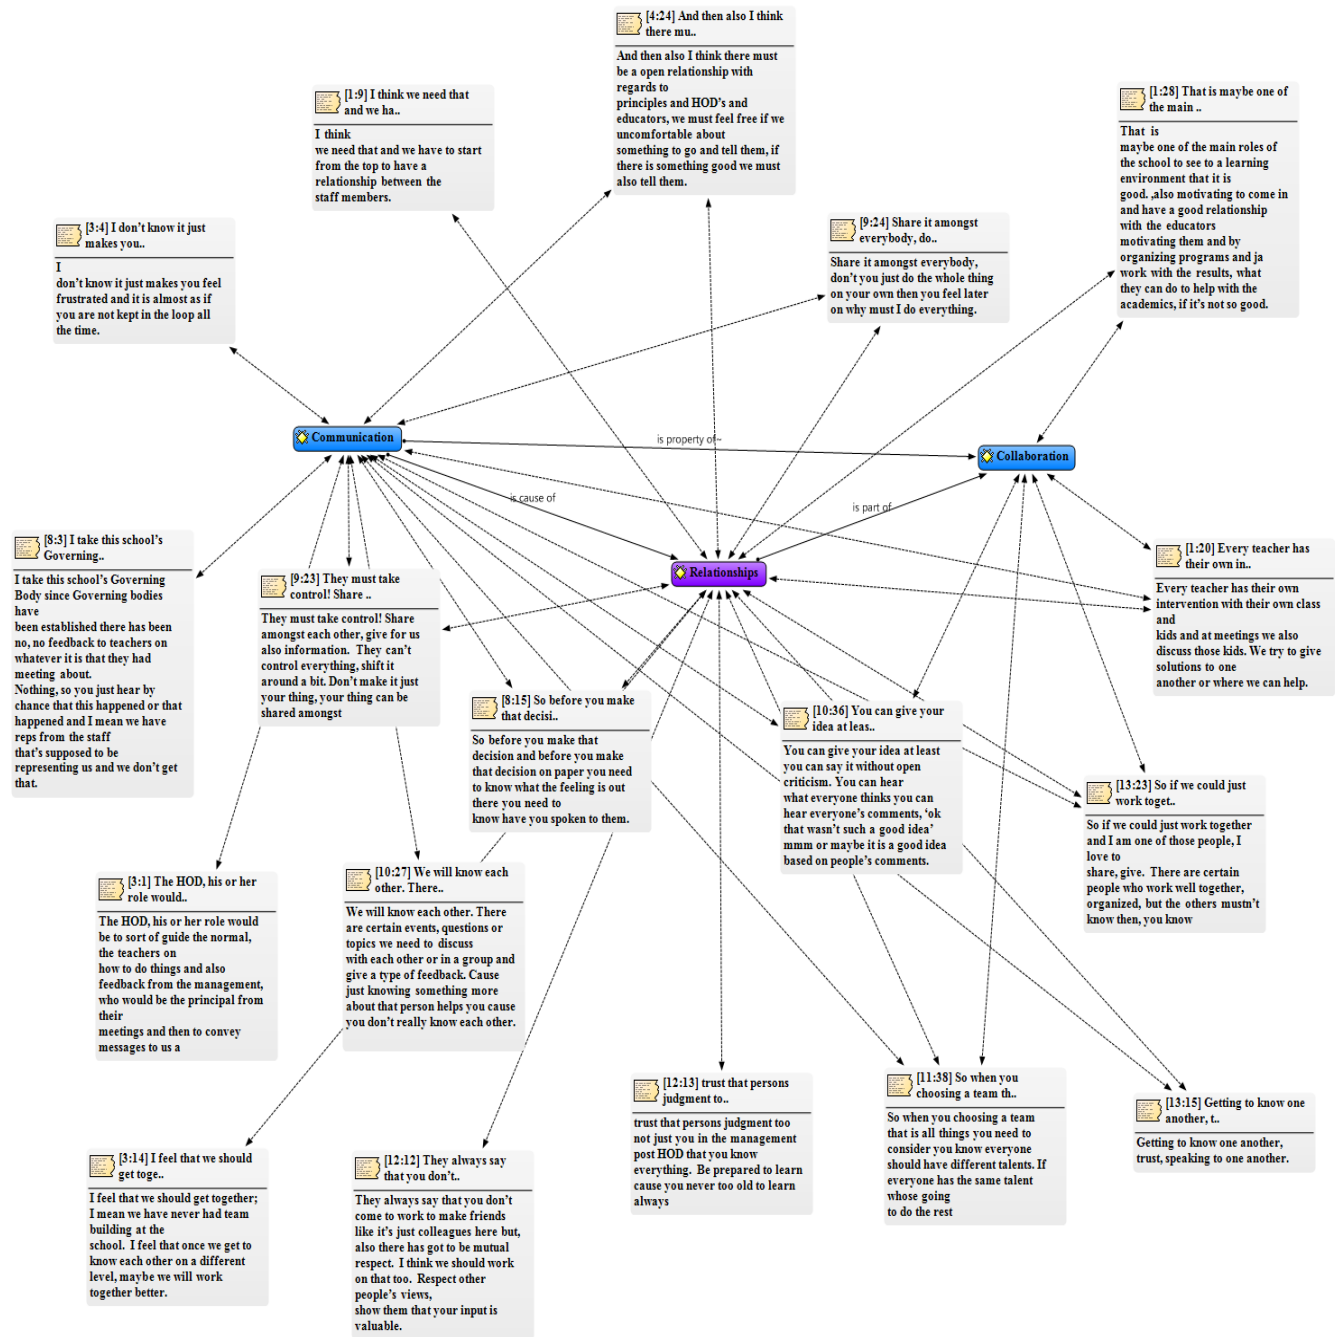 [4:24] And then also I think
there mu..
And then also I think there must
be a open relationship with
regards to
principles and HOD's and
educators, we must feel free if we
uncomfortable about
something to go and tell them, if
there is something good we must
also tell them.
[1:9] I think we need that
and we ha..
I think
we need that and we have to start
from the top to have a
relationship between the
staff members.
[1:28] That is maybe one of
the main ..
That is
maybe one of the main roles of
the school to see to a learning
environment that it is
good. ,also motivating to come in
and have a good relationship
with the educators
motivating them and by
organizing programs and ja
work with the results, what
they can do to help with the
academics, if it's not so good.
[3:4] I don't know it just
makes you..
I
don't know it just makes you feel
frustrated and it is almost as if
you are not kept in the loop all
the time.
[9:24] Share it amongst
everybody, do..
Share it amongst everybody,
don't you just do the whole thing
on your own then you feel later
on why must I do everything.
Communication
is property of~
Collaboration
is cause of
is part of
Relationships
[8:3] I take this school's
Governing..
I take this school's Governing
Body since Governing bodies
have
been established there has been
no, no feedback to teachers on
whatever it is that they had
meeting about.
Nothing, so you just hear by
chance that this happened or that
happened and I mean we have
reps from the staff
that's supposed to be
representing us and we don't get
that.
[9:23] They must take
control! Share ..
They must take control! Share
amongst each other, give for us
also information. They can't
control everything, shift it
around a bit. Don't make it just
your thing, your thing can be
shared amongst
[1:20] Every teacher has
their own in..
Every teacher has their own
intervention with their own class
and
kids and at meetings we also
discuss those kids. We try to give
solutions to one
another or where we can help.
[8:15] So before you make
that decisi..
So before you make that
decision and before you make
that decision on paper you need
to know what the feeling is out
there you need to
know have you spoken to them.
[10:36] You can give your
idea at leas..
You can give your idea at least
you can say it without open
criticism. You can hear
what everyone thinks you can
hear everyone's comments, 'ok
that wasn't such a good idea'
mmm or maybe it is a good idea
based on people's comments.
[13:23] So if we could just
work toget..
So if we could just work together
and I am one of those people, I
love to
share, give. There are certain
people who work well together,
organized, but the others mustn't
know then, you know
[3:1] The HOD, his or her
role would..
The HOD, his or her role would
be to sort of guide the normal,
the teachers on
how to do things and also
feedback from the management,
who would be the principal from
their
meetings and then to convey
messages to us a
[10:27] We will know each
other. There..
We will know each other. There
are certain events, questions or
topics we need to discuss
with each other or in a group and
give a type of feedback. Cause
just knowing something more
about that person helps you cause
you don't really know each other.
[12:13] trust that persons
judgment to..
trust that persons judgment too
not just you in the management
post HOD that you know
everything. Be prepared to learn
cause you never too old to learn
always
[11:38] So when you
choosing a team th..
So when you choosing a team
that is all things you need to
consider you know everyone
should have different talents. If
everyone has the same talent
whose going
to do the rest
[13:15] Getting to know one
another, t..
Getting to know one another,
trust, speaking to one another.
[3:14] I feel that we should
get toge..
I feel that we should get together;
I mean we have never had team
building at the
school. I feel that once we get to
know each other on a different
level, maybe we will work
together better.
[12:12] They always say
that you don't..
They always say that you don't
come to work to make friends
like it's just colleagues here but,
also there has got to be mutual
respect. I think we should work
on that too. Respect other
people's views,
show them that your input is
valuable.